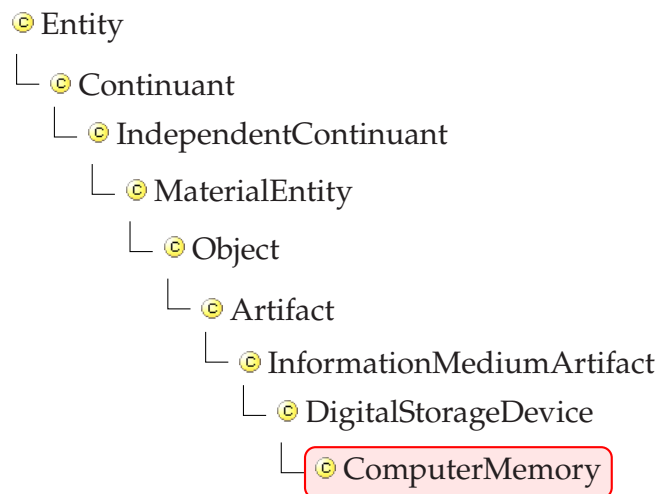 Entity
Continuant
IndependentContinuant
MaterialEntity
Object
Artifact
InformationMediumArtifact
DigitalStorageDevice
ComputerMemory